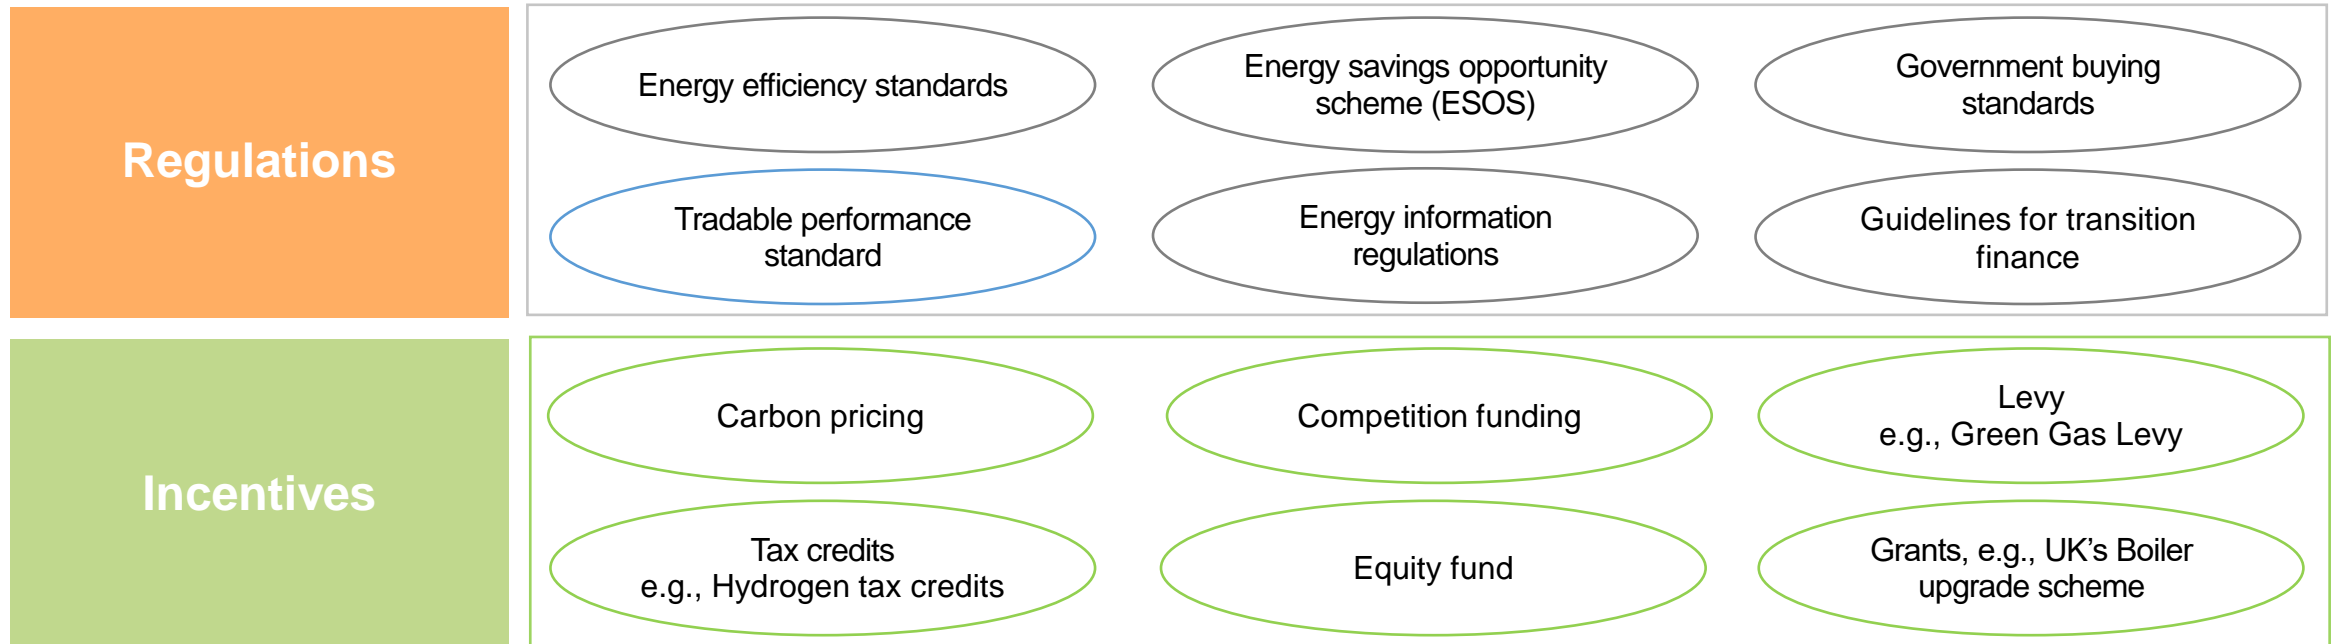 Regulations
Energy efficiency standards
Energy savings opportunity
scheme (ESOS)
Government buying
standards
Tradable performance
standard
Energy information
regulations
Guidelines for transition
finance
Incentives
Carbon pricing
Competition funding
Levy
e.g., Green Gas Levy
Tax credits
e.g., Hydrogen tax credits
Equity fund
Grants, e.g., UK’s Boiler
upgrade scheme